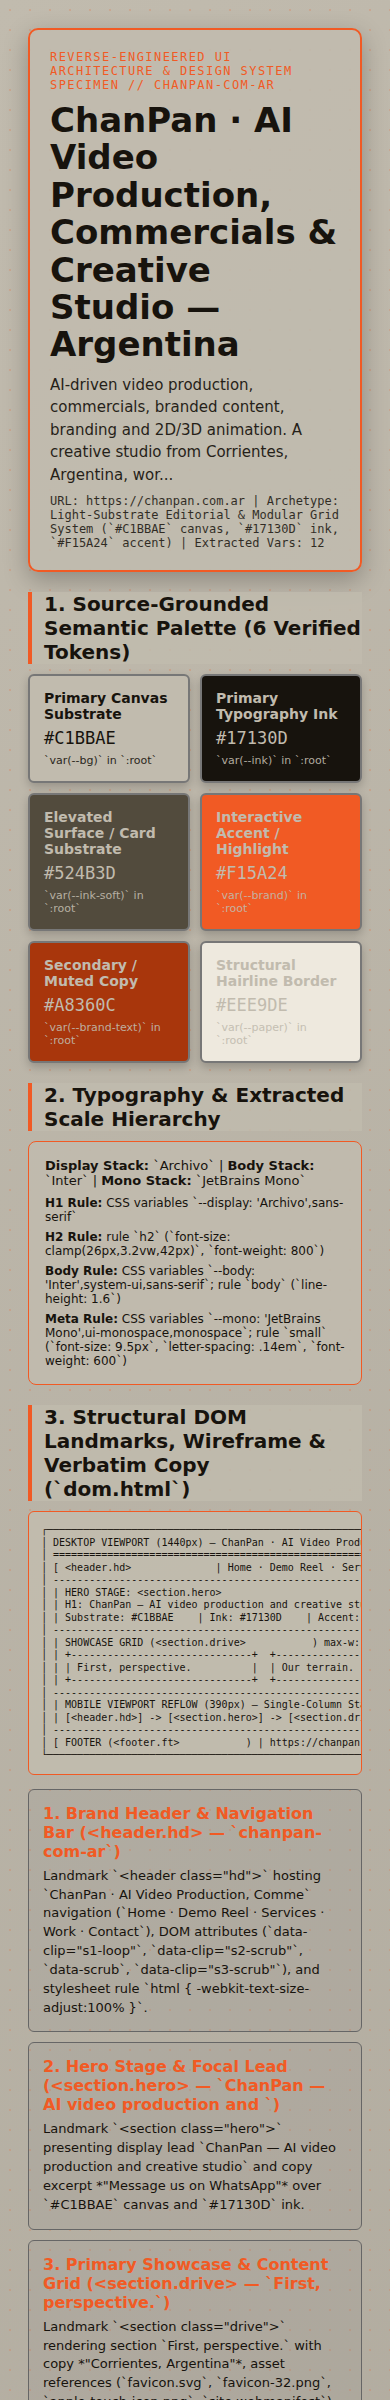 REVERSE-ENGINEERED UI
ARCHITECTURE & DESIGN SYSTEM
SPECIMEN // CHANPAN-COM-AR
ChanPan · AI
Video
Production,
Commercials &
Creative
Studio —
Argentina
AI-driven video production,
commercials, branded content,
branding and 2D/3D animation. A
creative studio from Corrientes,
Argentina, wor...
URL: https://chanpan.com.ar | Archetype:
Light-Substrate Editorial & Modular Grid
System (`#C1BBAE` canvas, `#17130D` ink,
`#F15A24` accent) | Extracted Vars: 12
1. Source-Grounded
Semantic Palette (6 Verified
Tokens)
Primary Canvas
Substrate
#C1BBAE
`var(--bg)` in `:root`
Primary
Typography Ink
#17130D
`var(--ink)` in `:root`
Elevated
Surface / Card
Substrate
#524B3D
`var(--ink-soft)` in
`:root`
Interactive
Accent /
Highlight
#F15A24
`var(--brand)` in
`:root`
Secondary /
Muted Copy
#A8360C
`var(--brand-text)` in
`:root`
Structural
Hairline Border
#EEE9DE
`var(--paper)` in
`:root`
2. Typography & Extracted
Scale Hierarchy
Display Stack: `Archivo` | Body Stack:
`Inter` | Mono Stack: `JetBrains Mono`
H1 Rule: CSS variables `--display: 'Archivo',sans-
serif`
H2 Rule: rule `h2` (`font-size:
clamp(26px,3.2vw,42px)`, `font-weight: 800`)
Body Rule: CSS variables `--body:
'Inter',system-ui,sans-serif`; rule `body` (`line-
height: 1.6`)
Meta Rule: CSS variables `--mono: 'JetBrains
Mono',ui-monospace,monospace`; rule `small`
(`font-size: 9.5px`, `letter-spacing: .14em`, `font-
weight: 600`)
3. Structural DOM
Landmarks, Wireframe &
Verbatim Copy
(`dom.html`)
DESKTOP VIEWPORT (1440px) — ChanPan · AI Video Prod
====================================================
[ <header.hd> | Home · Demo Reel · Ser
----------------------------------------------------
| HERO STAGE: <section.hero>
| H1: ChanPan — AI video production and creative st
| Substrate: #C1BBAE | Ink: #17130D | Accent:
----------------------------------------------------
| SHOWCASE GRID (<section.drive> ) max-w:
| +------------------------------+ +--------------
| | First, perspective. | | Our terrain.
| +------------------------------+ +--------------
----------------------------------------------------
| MOBILE VIEWPORT REFLOW (390px) — Single-Column St
| [<header.hd>] -> [<section.hero>] -> [<section.dr
----------------------------------------------------
[ FOOTER (<footer.ft> ) | https://chanpan
1. Brand Header & Navigation
Bar (<header.hd> — `chanpan-
com-ar`)
Landmark `<header class="hd">` hosting
`ChanPan · AI Video Production, Comme`
navigation (`Home · Demo Reel · Services ·
Work · Contact`), DOM attributes (`data-
clip="s1-loop"`, `data-clip="s2-scrub"`,
`data-scrub`, `data-clip="s3-scrub"`), and
stylesheet rule `html { -webkit-text-size-
adjust:100% }`.
2. Hero Stage & Focal Lead
(<section.hero> — `ChanPan —
AI video production and `)
Landmark `<section class="hero">`
presenting display lead `ChanPan — AI video
production and creative studio` and copy
excerpt *"Message us on WhatsApp"* over
`#C1BBAE` canvas and `#17130D` ink.
3. Primary Showcase & Content
Grid (<section.drive> — `First,
perspective.`)
Landmark `<section class="drive">`
rendering section `First, perspective.` with
copy *"Corrientes, Argentina"*, asset
references (`favicon.svg`, `favicon-32.png`,
`apple-touch-icon.png`, `site.webmanifest`)